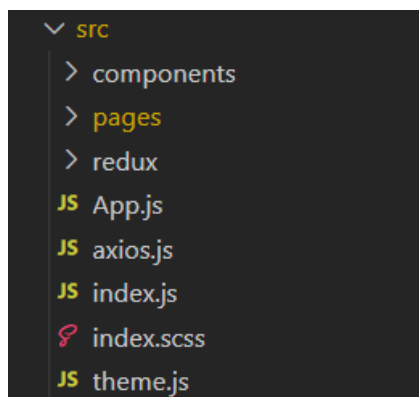 src
components
pages
redux
JS App.js
JS axios.js
JS index.js
index.scss
JS theme.js